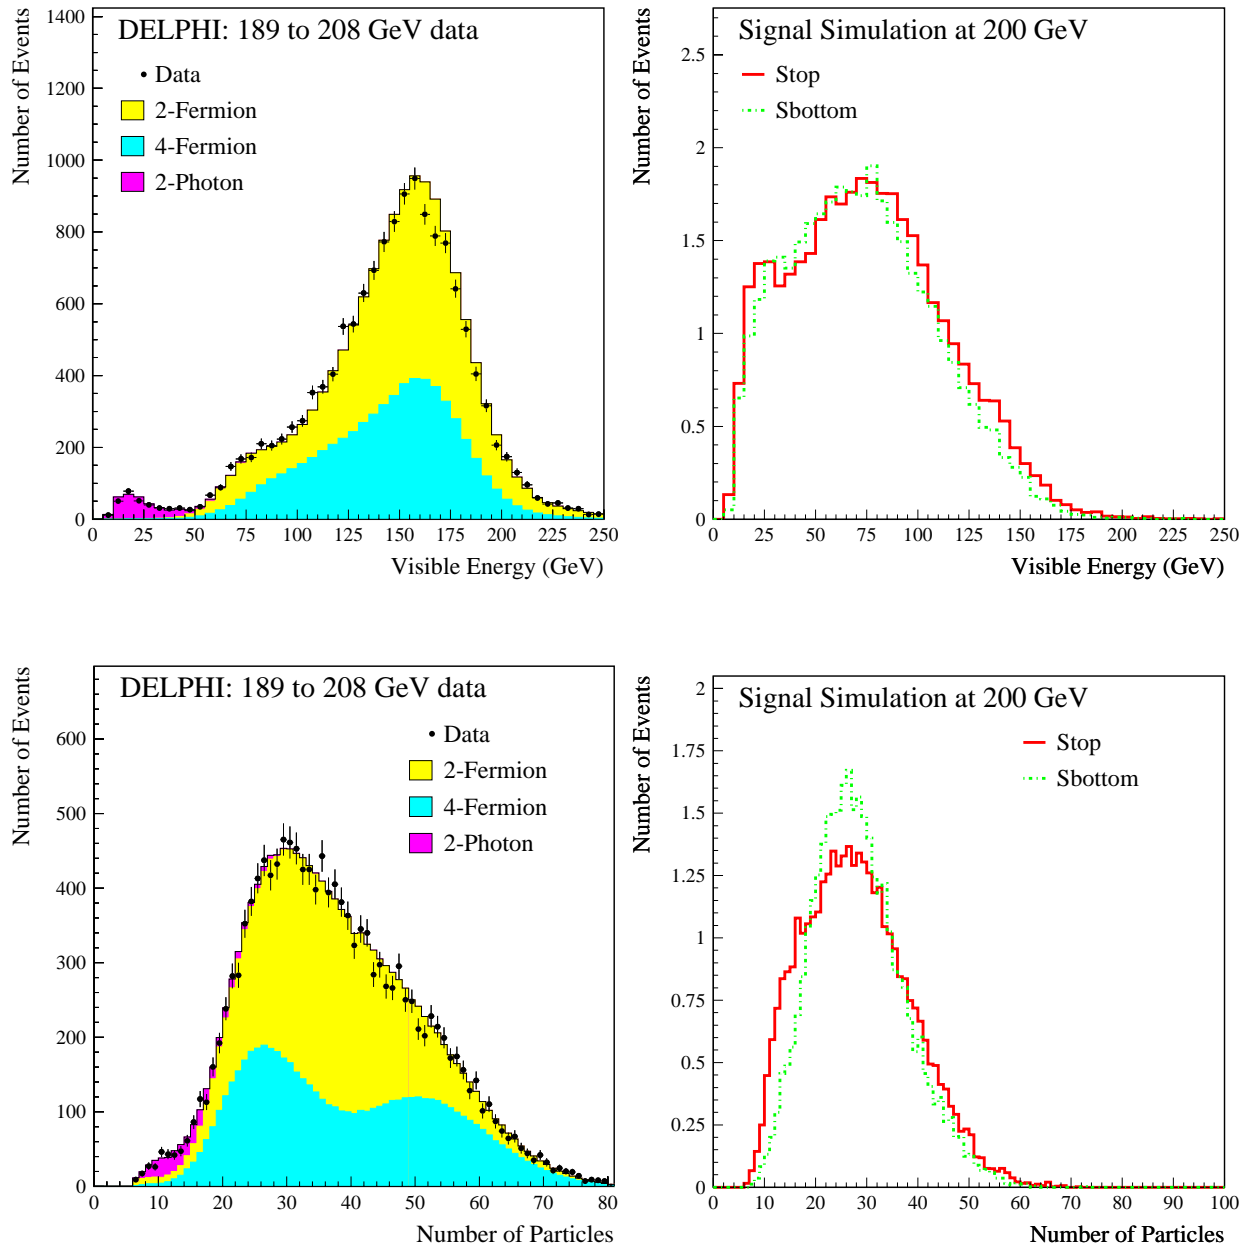 DELPHI: 189 to 208 GeV data
Number of Events
Data
2-Fermion
4-Fermion
2-Photon
1400
1200
1000
800
600
400
200
0
0 25 50 75 100 125 150 175 200 225 250
Visible Energy (GeV)
Signal Simulation at 200 GeV
Number of Events
Stop
Sbottom
2.5
2
1.5
1
0.5
0
0 25 50 75 100 125 150 175 200 225 250
Visible Energy (GeV)
DELPHI: 189 to 208 GeV data
Number of Events
Data
2-Fermion
4-Fermion
2-Photon
600
500
400
300
200
100
0
0 10 20 30 40 50 60 70 80
Number of Particles
Signal Simulation at 200 GeV
Number of Events
Stop
Sbottom
2
1.75
1.5
1.25
1
0.75
0.5
0.25
0
0 10 20 30 40 50 60 70 80 90 100
Number of Particles